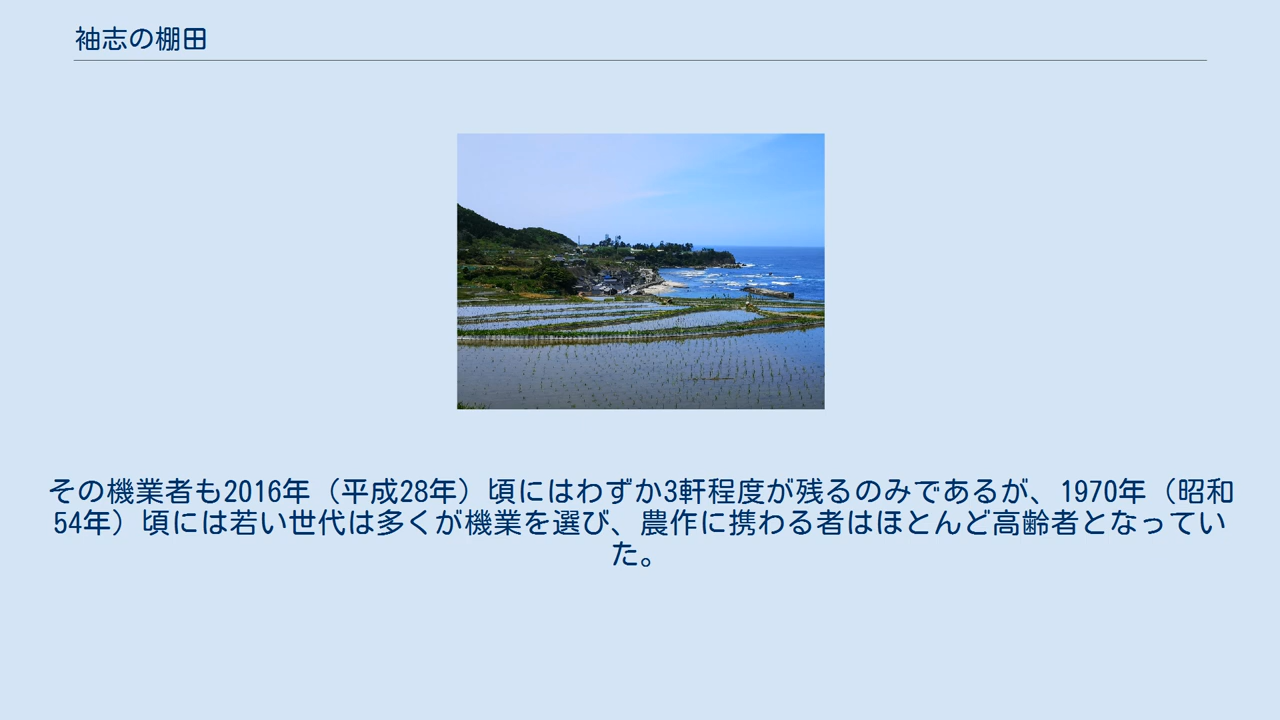 袖志の棚田
その機業者も2016年（平成28年）頃にはわずか3軒程度が残るのみであるが、1970年（昭和
54年）頃には若い世代は多くが機業を選び、農作に携わる者はほとんど高齢者となってい
た。